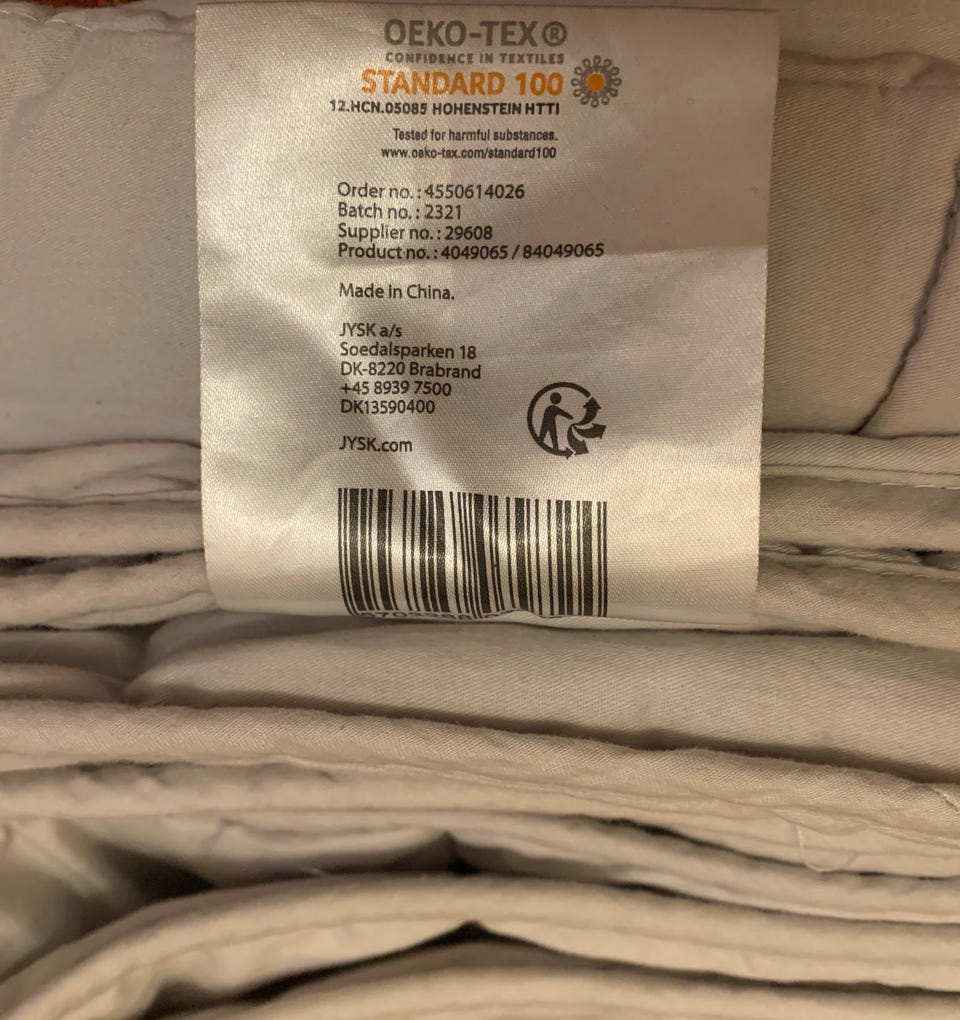 OEKO-TEX®
CONFIDENCE IN TEXTILES
STANDARD 100
12.HCN.05085 HOHENSTEIN HTTI
Tested for harmful substances.
www.oeko-tex.com/standard100
Order no.: 4550614026
Batch no.: 2321
Supplier no.: 29608
Product no.: 4049065 / 84049065
Made in China.
JYSK a/s
Soedalsparken 18
DK-8220 Brabrand
+45 8939 7500
DK13590400
JYSK.com